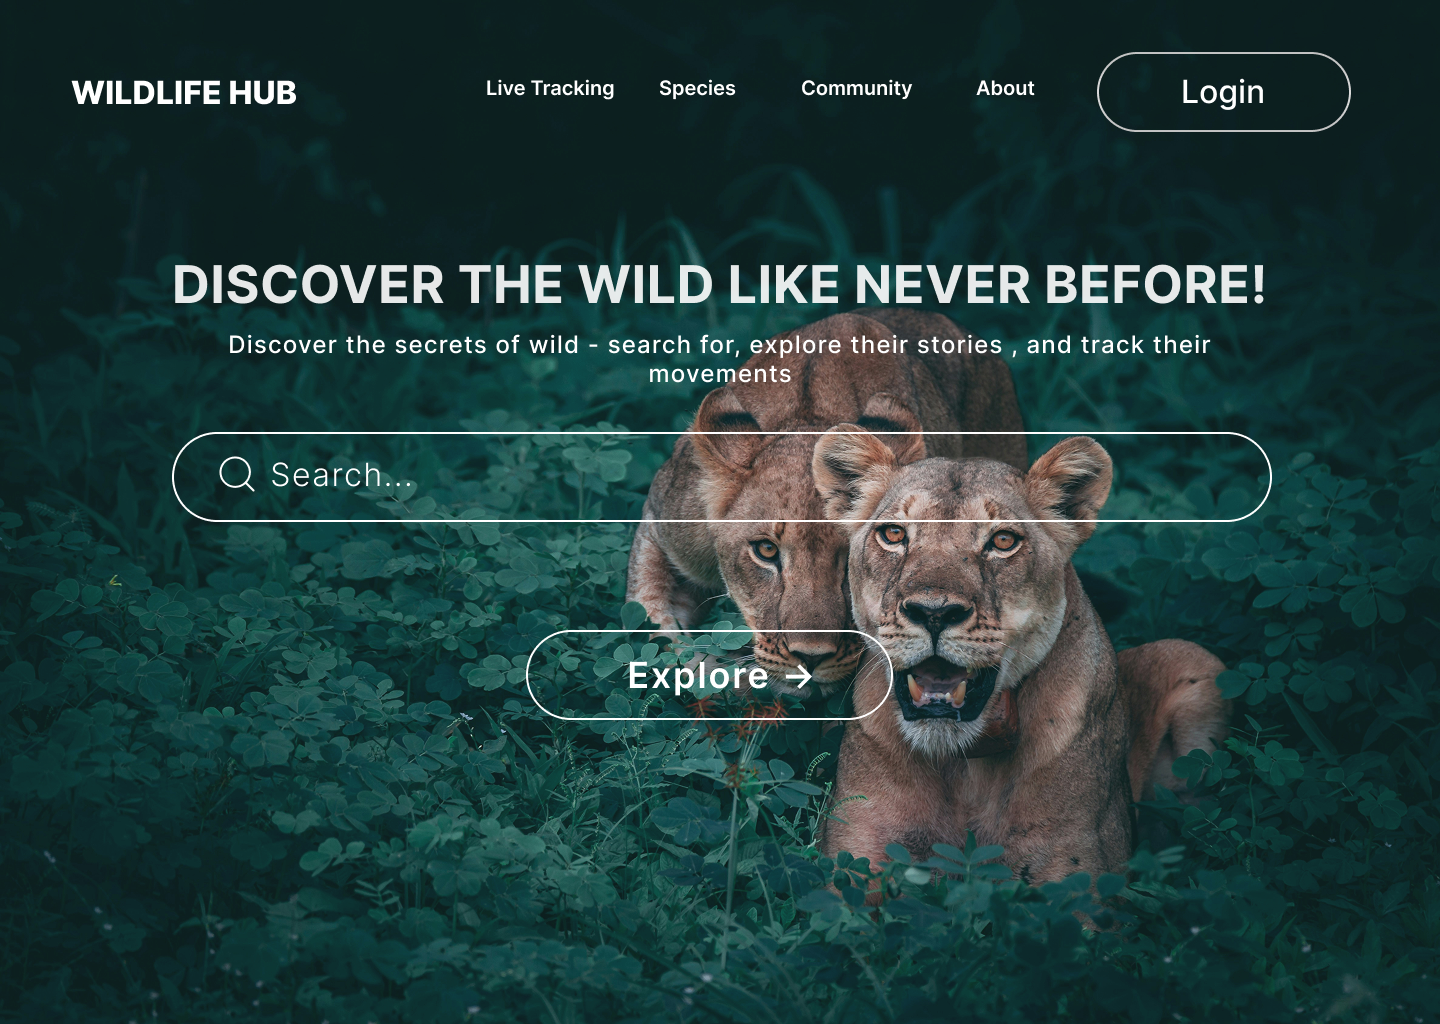 WILDLIFE HUB
Live Tracking
Species
Community
About
Login
DISCOVER THE WILD LIKE NEVER BEFORE!
Discover the secrets of wild - search for, explore their stories , and track their
movements
Search...
Explore →